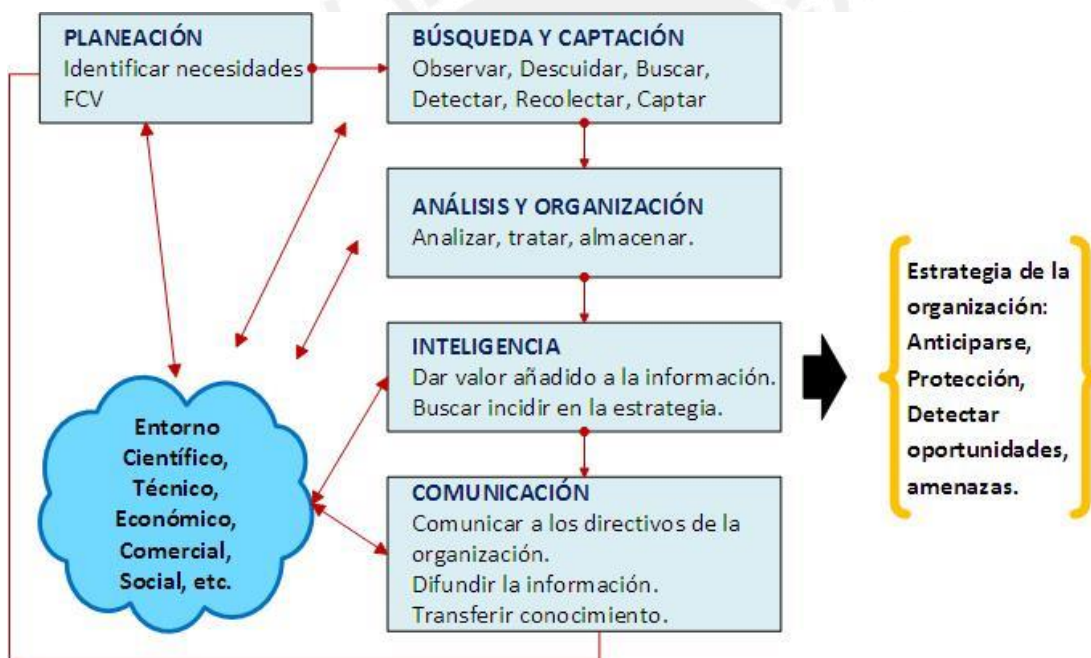 PLANEACIÓN
Identificar necesidades
FCV
BÚSQUEDA Y CAPTACIÓN
Observar, Descuidar, Buscar,
Detectar, Recolectar, Captar
ANÁLISIS Y ORGANIZACIÓN
Analizar, tratar, almacenar.
INTELIGENCIA
Dar valor añadido a la información.
Buscar incidir en la estrategia.
COMUNICACIÓN
Comunicar a los directivos de la
organización.
Difundir la información.
Transferir conocimiento.
Entorno
Científico,
Técnico,
Económico,
Comercial,
Social, etc.
Estrategia de la
organización:
Anticiparse,
Protección,
Detectar
oportunidades,
amenazas.